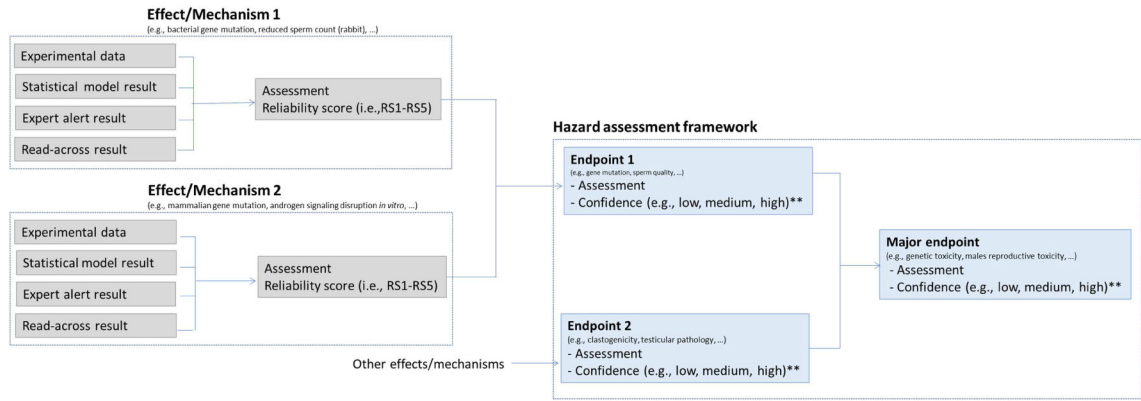 Effect/Mechanism 1
(e.g., bacterial gene mutation, reduced sperm count (rabbit), ...)
Experimental data
Statistical model result
Expert alert result
Read-across result
Assessment
Reliability score (i.e.,RS1-RS5)
Effect/Mechanism 2
(e.g., mammalian gene mutation, androgen signaling disruption in vitro, ...)
Experimental data
Statistical model result
Expert alert result
Read-across result
Assessment
Reliability score (i.e., RS1-RS5)
Other effects/mechanisms
Hazard assessment framework
Endpoint 1
(e.g., gene mutation, sperm quality, ...)
- Assessment
- Confidence (e.g., low, medium, high)**
Endpoint 2
(e.g., clastogenicity, testicular pathology, ...)
- Assessment
- Confidence (e.g., low, medium, high)**
Major endpoint
(e.g., genetic toxicity, males reproductive toxicity, ...)
- Assessment
- Confidence (e.g., low, medium, high)**